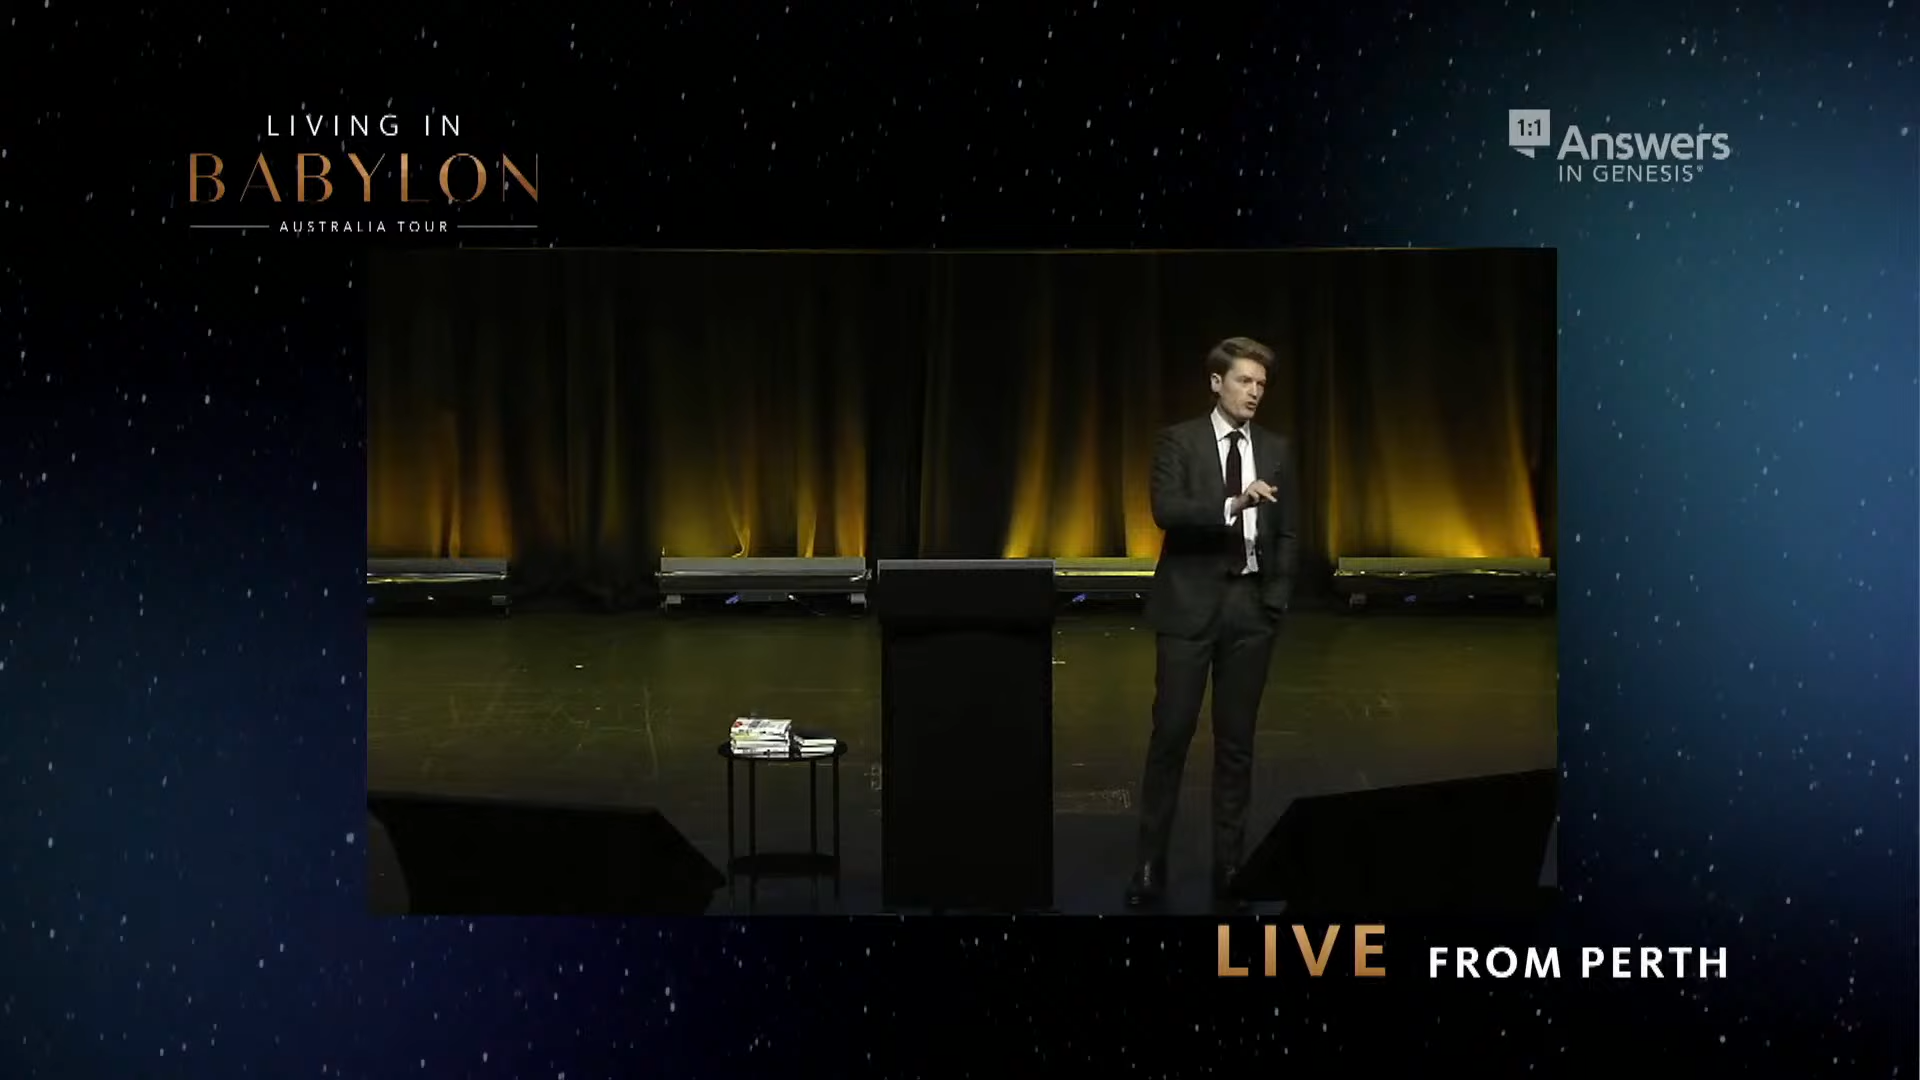 LIVING IN
BABYLON
AUSTRALIA TOUR
1:1
Answers
IN GENESIS®
LIVE FROM PERTH